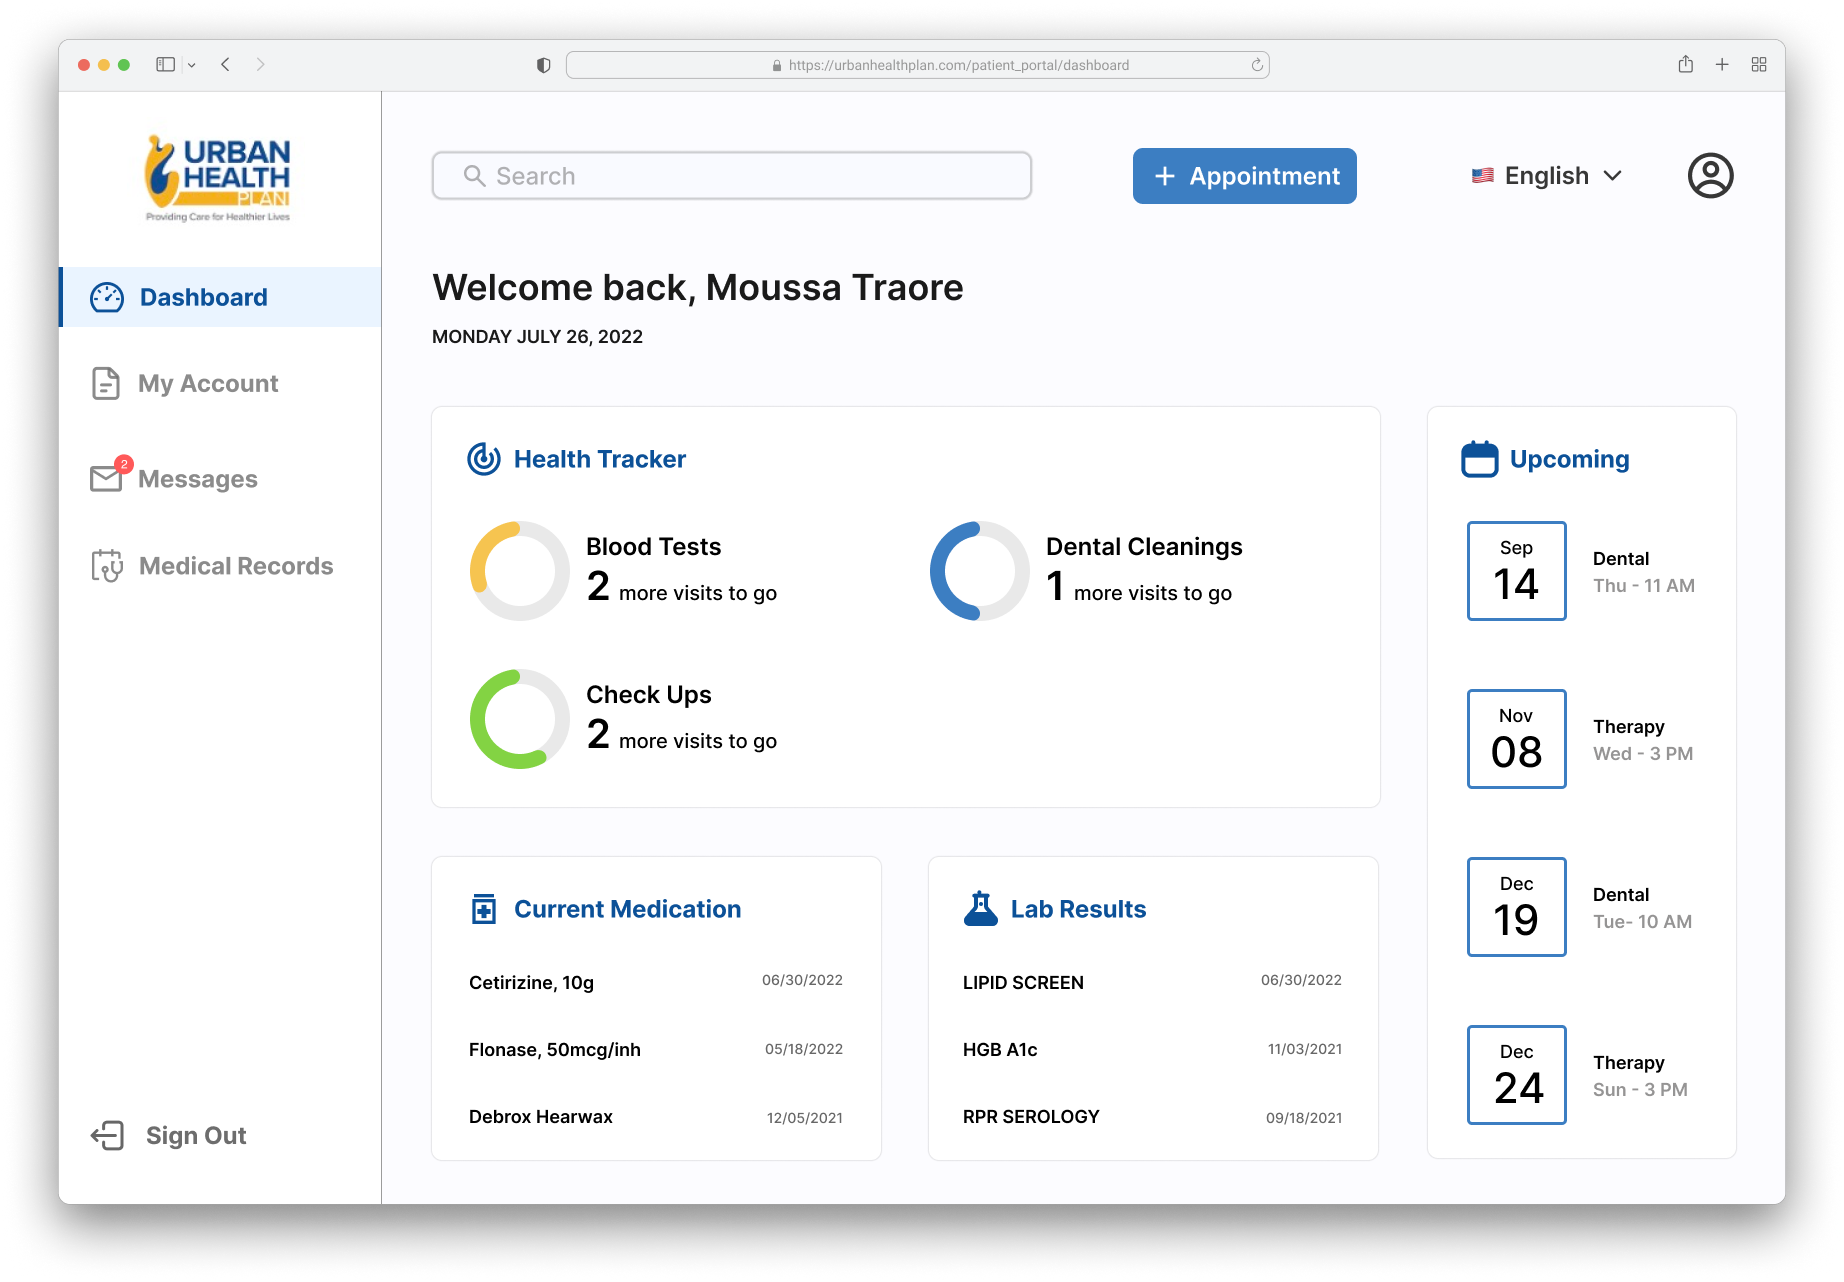 https://urbanhealthplan.com/patient_portal/dashboard
URBAN
HEALTH
PLAN
Providing Care for Healthier Lives
Dashboard
My Account
2
Messages
Medical Records
Sign Out
Search
+ Appointment
English
Welcome back, Moussa Traore
MONDAY JULY 26, 2022
Health Tracker
Blood Tests
2 more visits to go
Dental Cleanings
1 more visits to go
Check Ups
2 more visits to go
Current Medication
Cetirizine, 10g 06/30/2022
Flonase, 50mcg/inh 05/18/2022
Debrox Hearwax 12/05/2021
Lab Results
LIPID SCREEN 06/30/2022
HGB A1c 11/03/2021
RPR SEROLOGY 09/18/2021
Upcoming
Sep
14
Dental
Thu - 11 AM
Nov
08
Therapy
Wed - 3 PM
Dec
19
Dental
Tue- 10 AM
Dec
24
Therapy
Sun - 3 PM